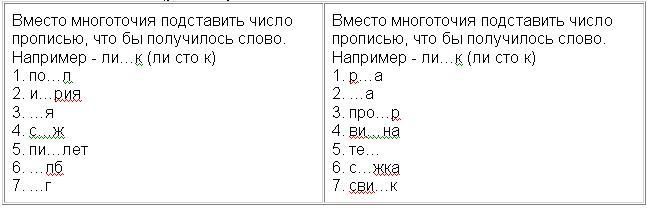 Вместо многоточия подставить число
прописью, что бы получилось слово.
Например - ли...к (ли сто к)
1. по...л
2. и...рия
3. ...я
4. с...ж
5. пи...лет
6. ...лб
7. ...г
Вместо многоточия подставить число
прописью, что бы получилось слово.
Например - ли...к (ли сто к)
1. р...а
2. ...а
3. про...р
4. ви...на
5. те...
6. с...жка
7. сви...к